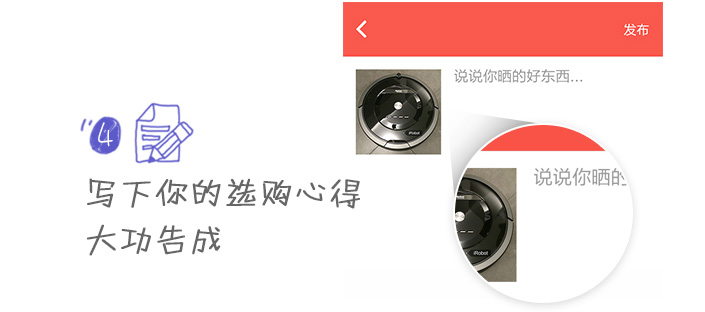 4
写下你的选购心得
大功告成
发布
说说你晒的好东西...
iRobot
说说你晒的
iRobot